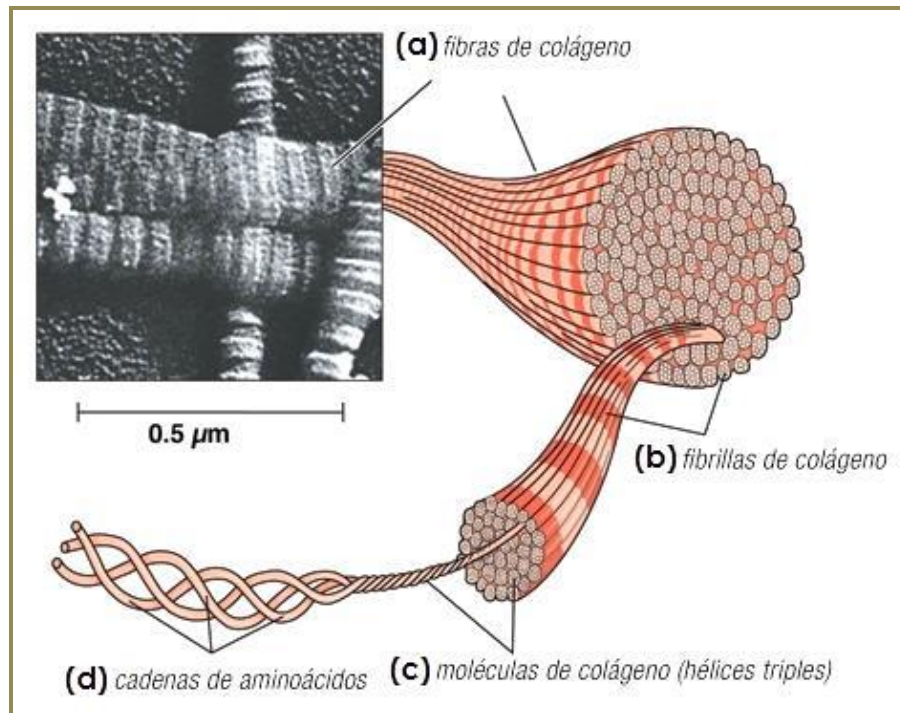 (a) fibras de colágeno
0.5 µm
(b) fibrillas de colágeno
(d) cadenas de aminoácidos
(c) moléculas de colágeno (hélices triples)